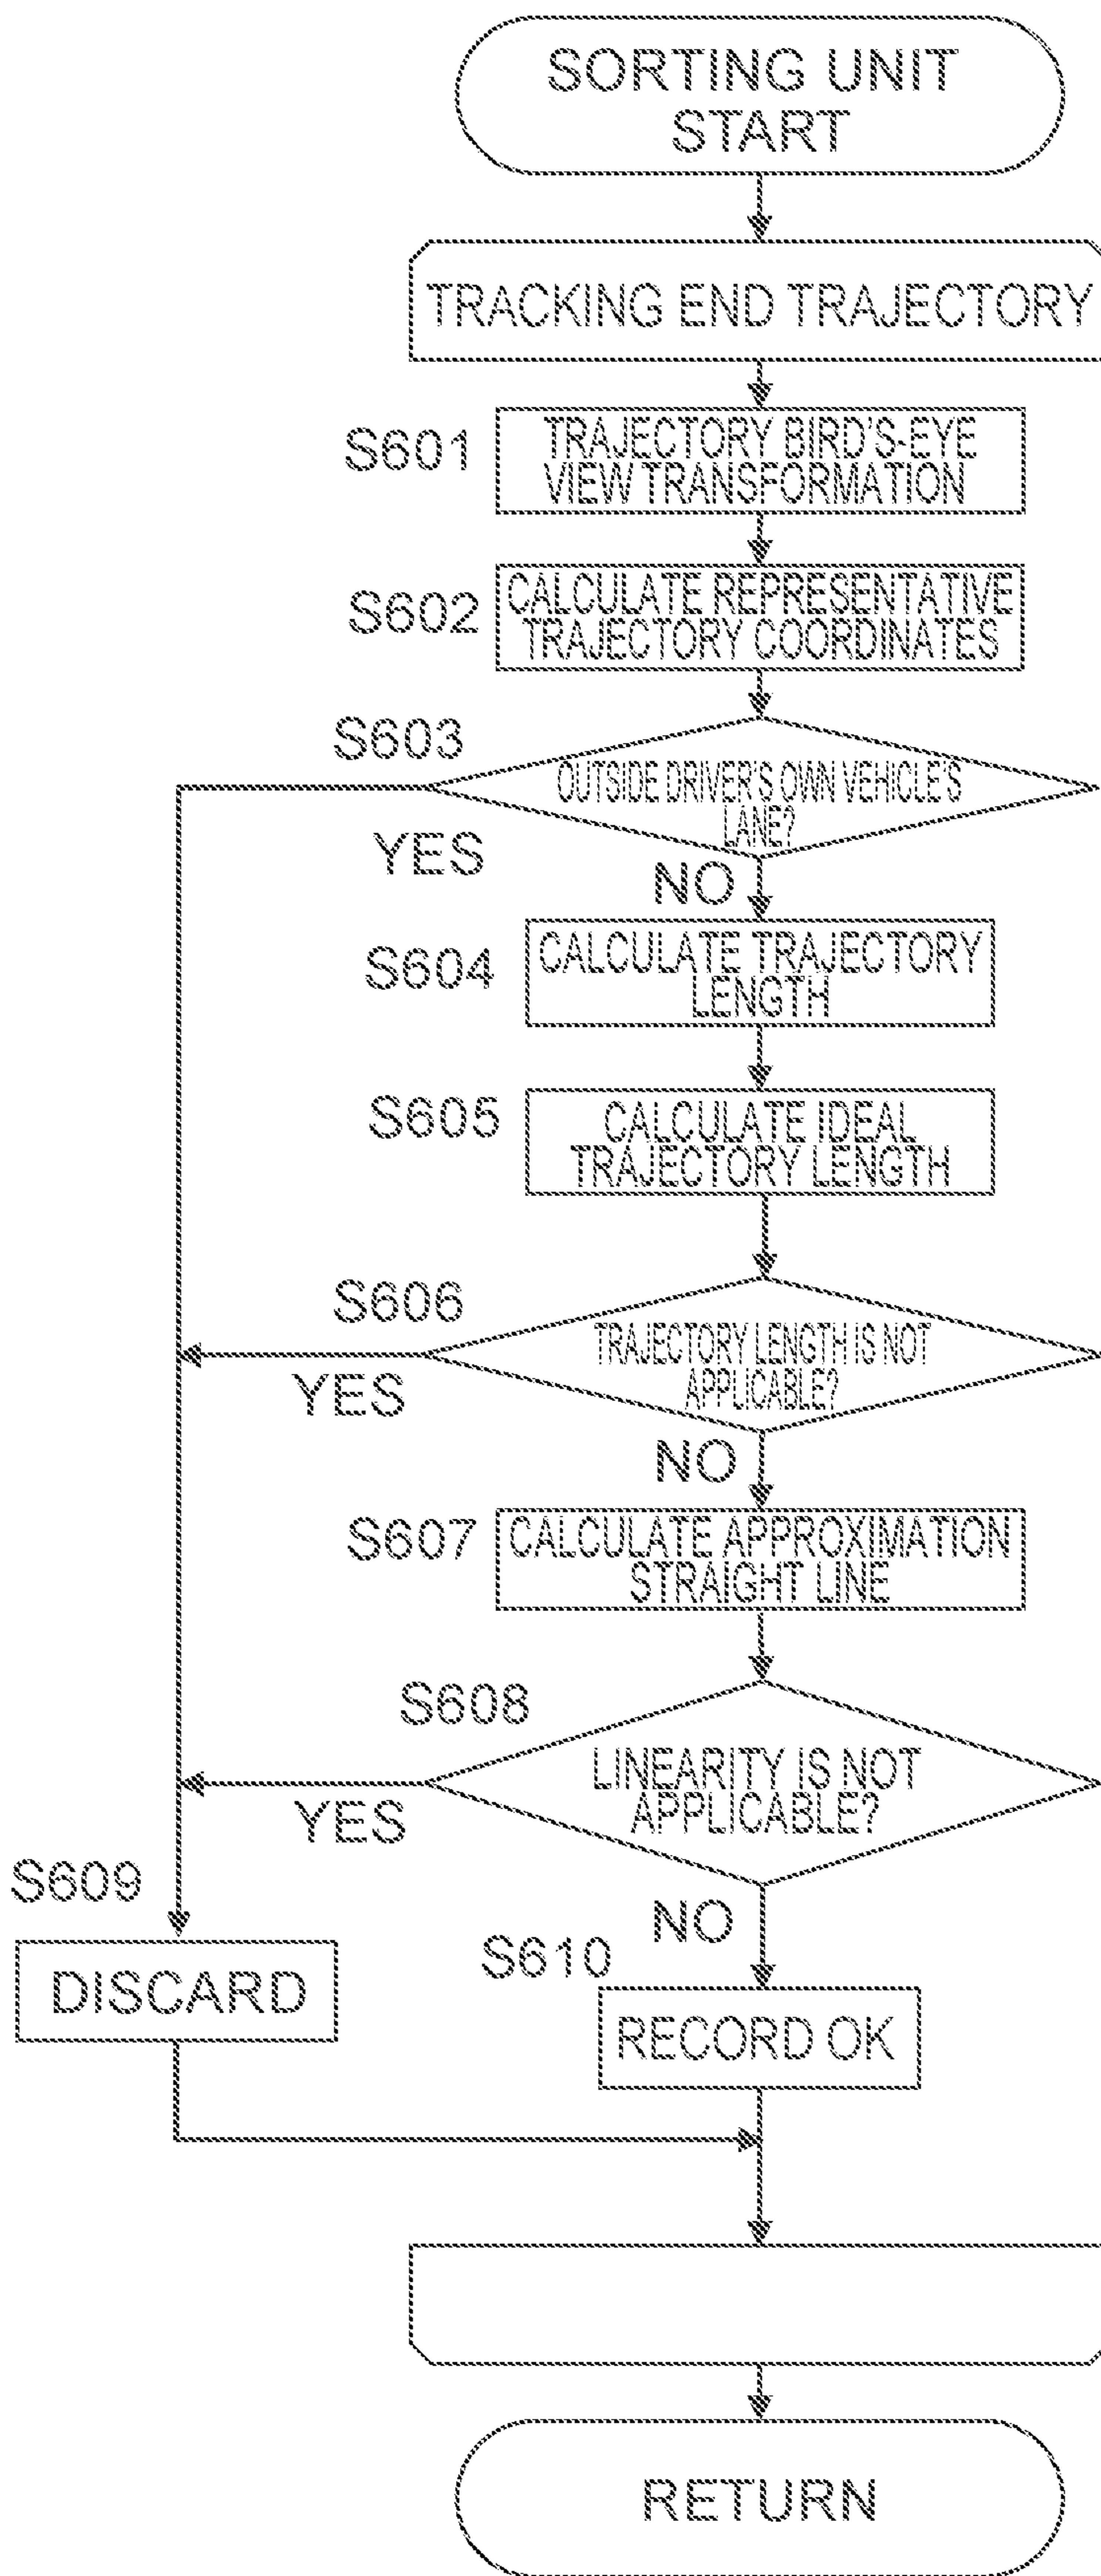 SORTING UNIT
START
TRACKING END TRAJECTORY
S601
TRAJECTORY BIRD'S-EYE
VIEW TRANSFORMATION
S602
CALCULATE REPRESENTATIVE
TRAJECTORY COORDINATES
S603
OUTSIDE DRIVER'S OWN VEHICLE'S
LANE?
YES
NO
S604
CALCULATE TRAJECTORY
LENGTH
S605
CALCULATE IDEAL
TRAJECTORY LENGTH
S606
TRAJECTORY LENGTH IS NOT
APPLICABLE?
YES
NO
S607
CALCULATE APPROXIMATION
STRAIGHT LINE
S608
LINEARITY IS NOT
APPLICABLE?
YES
NO
S609
DISCARD
S610
RECORD OK
RETURN